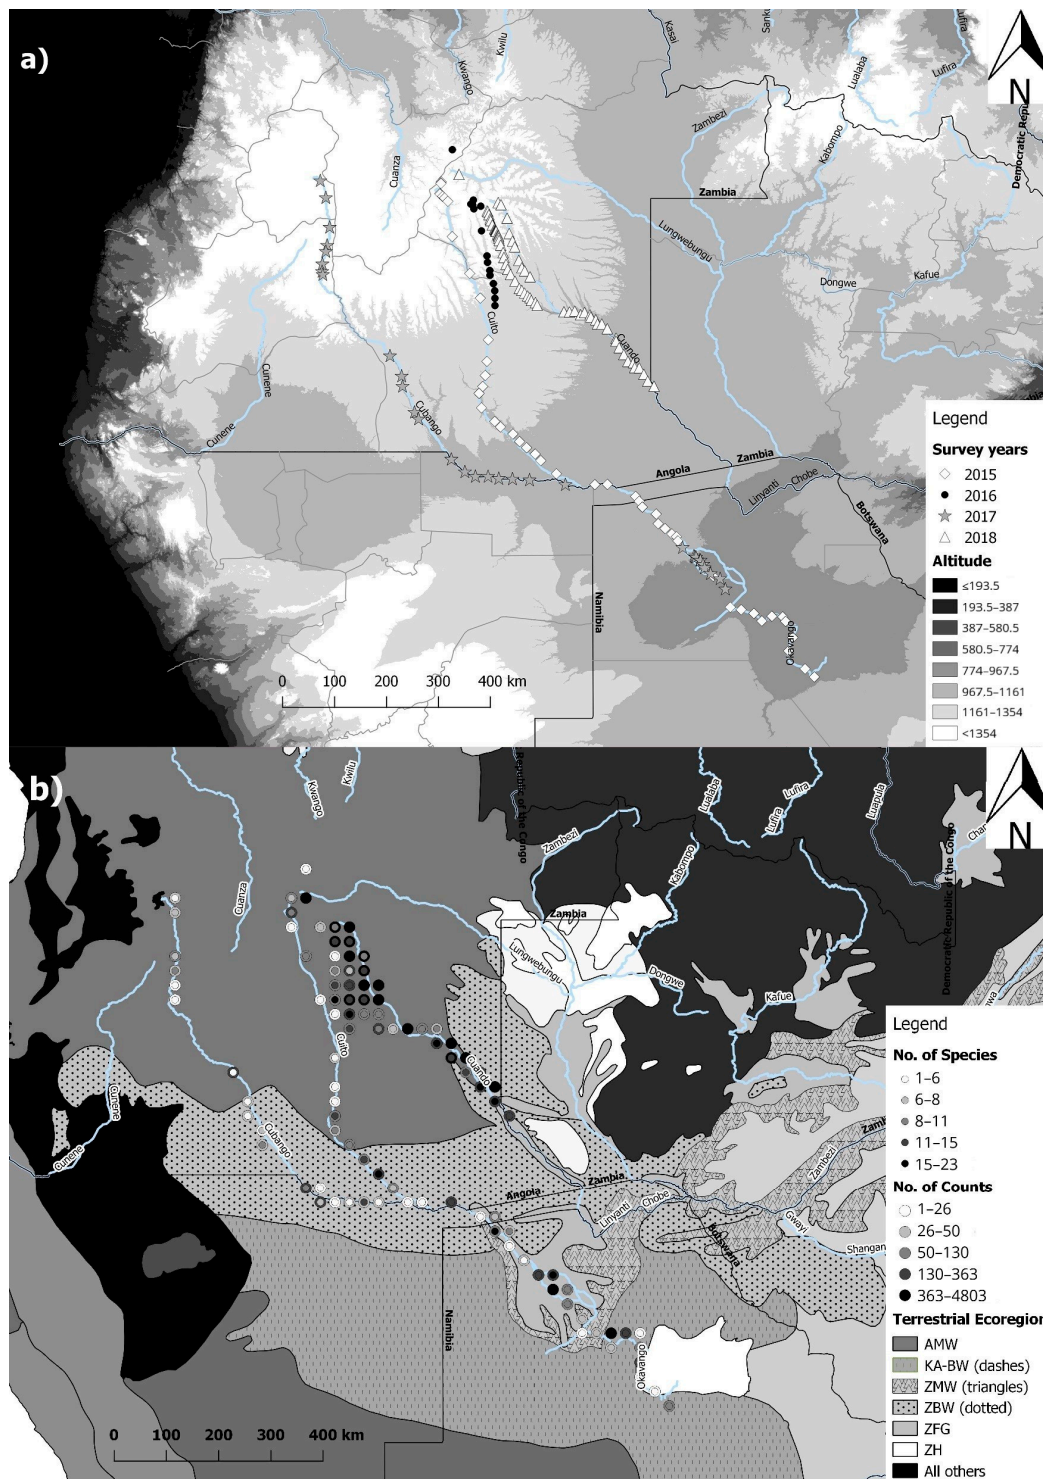 a)
Kwango
Kwilu
Kasai
Lualaba
Lufira
N
Zambezi
Kabompo
Democratic Repu
Cuanza
Zambia
Lungwebungu
Dongwe
Kafue
Cuito
Cuando
Cunene
Cubango
Cunene
Angola
Zambia
Linyanti
Chobe
Botswana
Namibia
Okavango
0 100 200 300 400 km
Legend
Survey years
2015
2016
2017
2018
Altitude
≤193.5
193.5–387
387–580.5
580.5–774
774–967.5
967.5–1161
1161–1354
<1354
b)
Kwango
Kwilu
Republic of the Congo
Lualaba
Lufira
Luapula
N
Zambezi
Kabompo
Democratic Republic of the Congo
Cuanza
Zambia
Lungwebungu
Dongwe
Kafue
Cuito
Cuando
Cunene
Cunene
Cubango
Angola
Zambia
Zambezi
Linyanti
Chobe
Gwayi
Botswana
Shangan
Namibia
Okavango
0 100 200 300 400 km
Legend
No. of Species
1–6
6–8
8–11
11–15
15–23
No. of Counts
1–26
26–50
50–130
130–363
363–4803
Terrestrial Ecoregion
AMW
KA-BW (dashes)
ZMW (triangles)
ZBW (dotted)
ZFG
ZH
All others